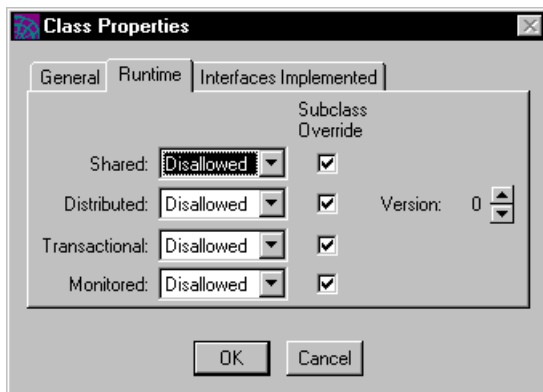 Class Properties
General Runtime Interfaces Implemented
Subclass
Override
Shared: Disallowed
Distributed: Disallowed Version: 0
Transactional: Disallowed
Monitored: Disallowed
OK Cancel